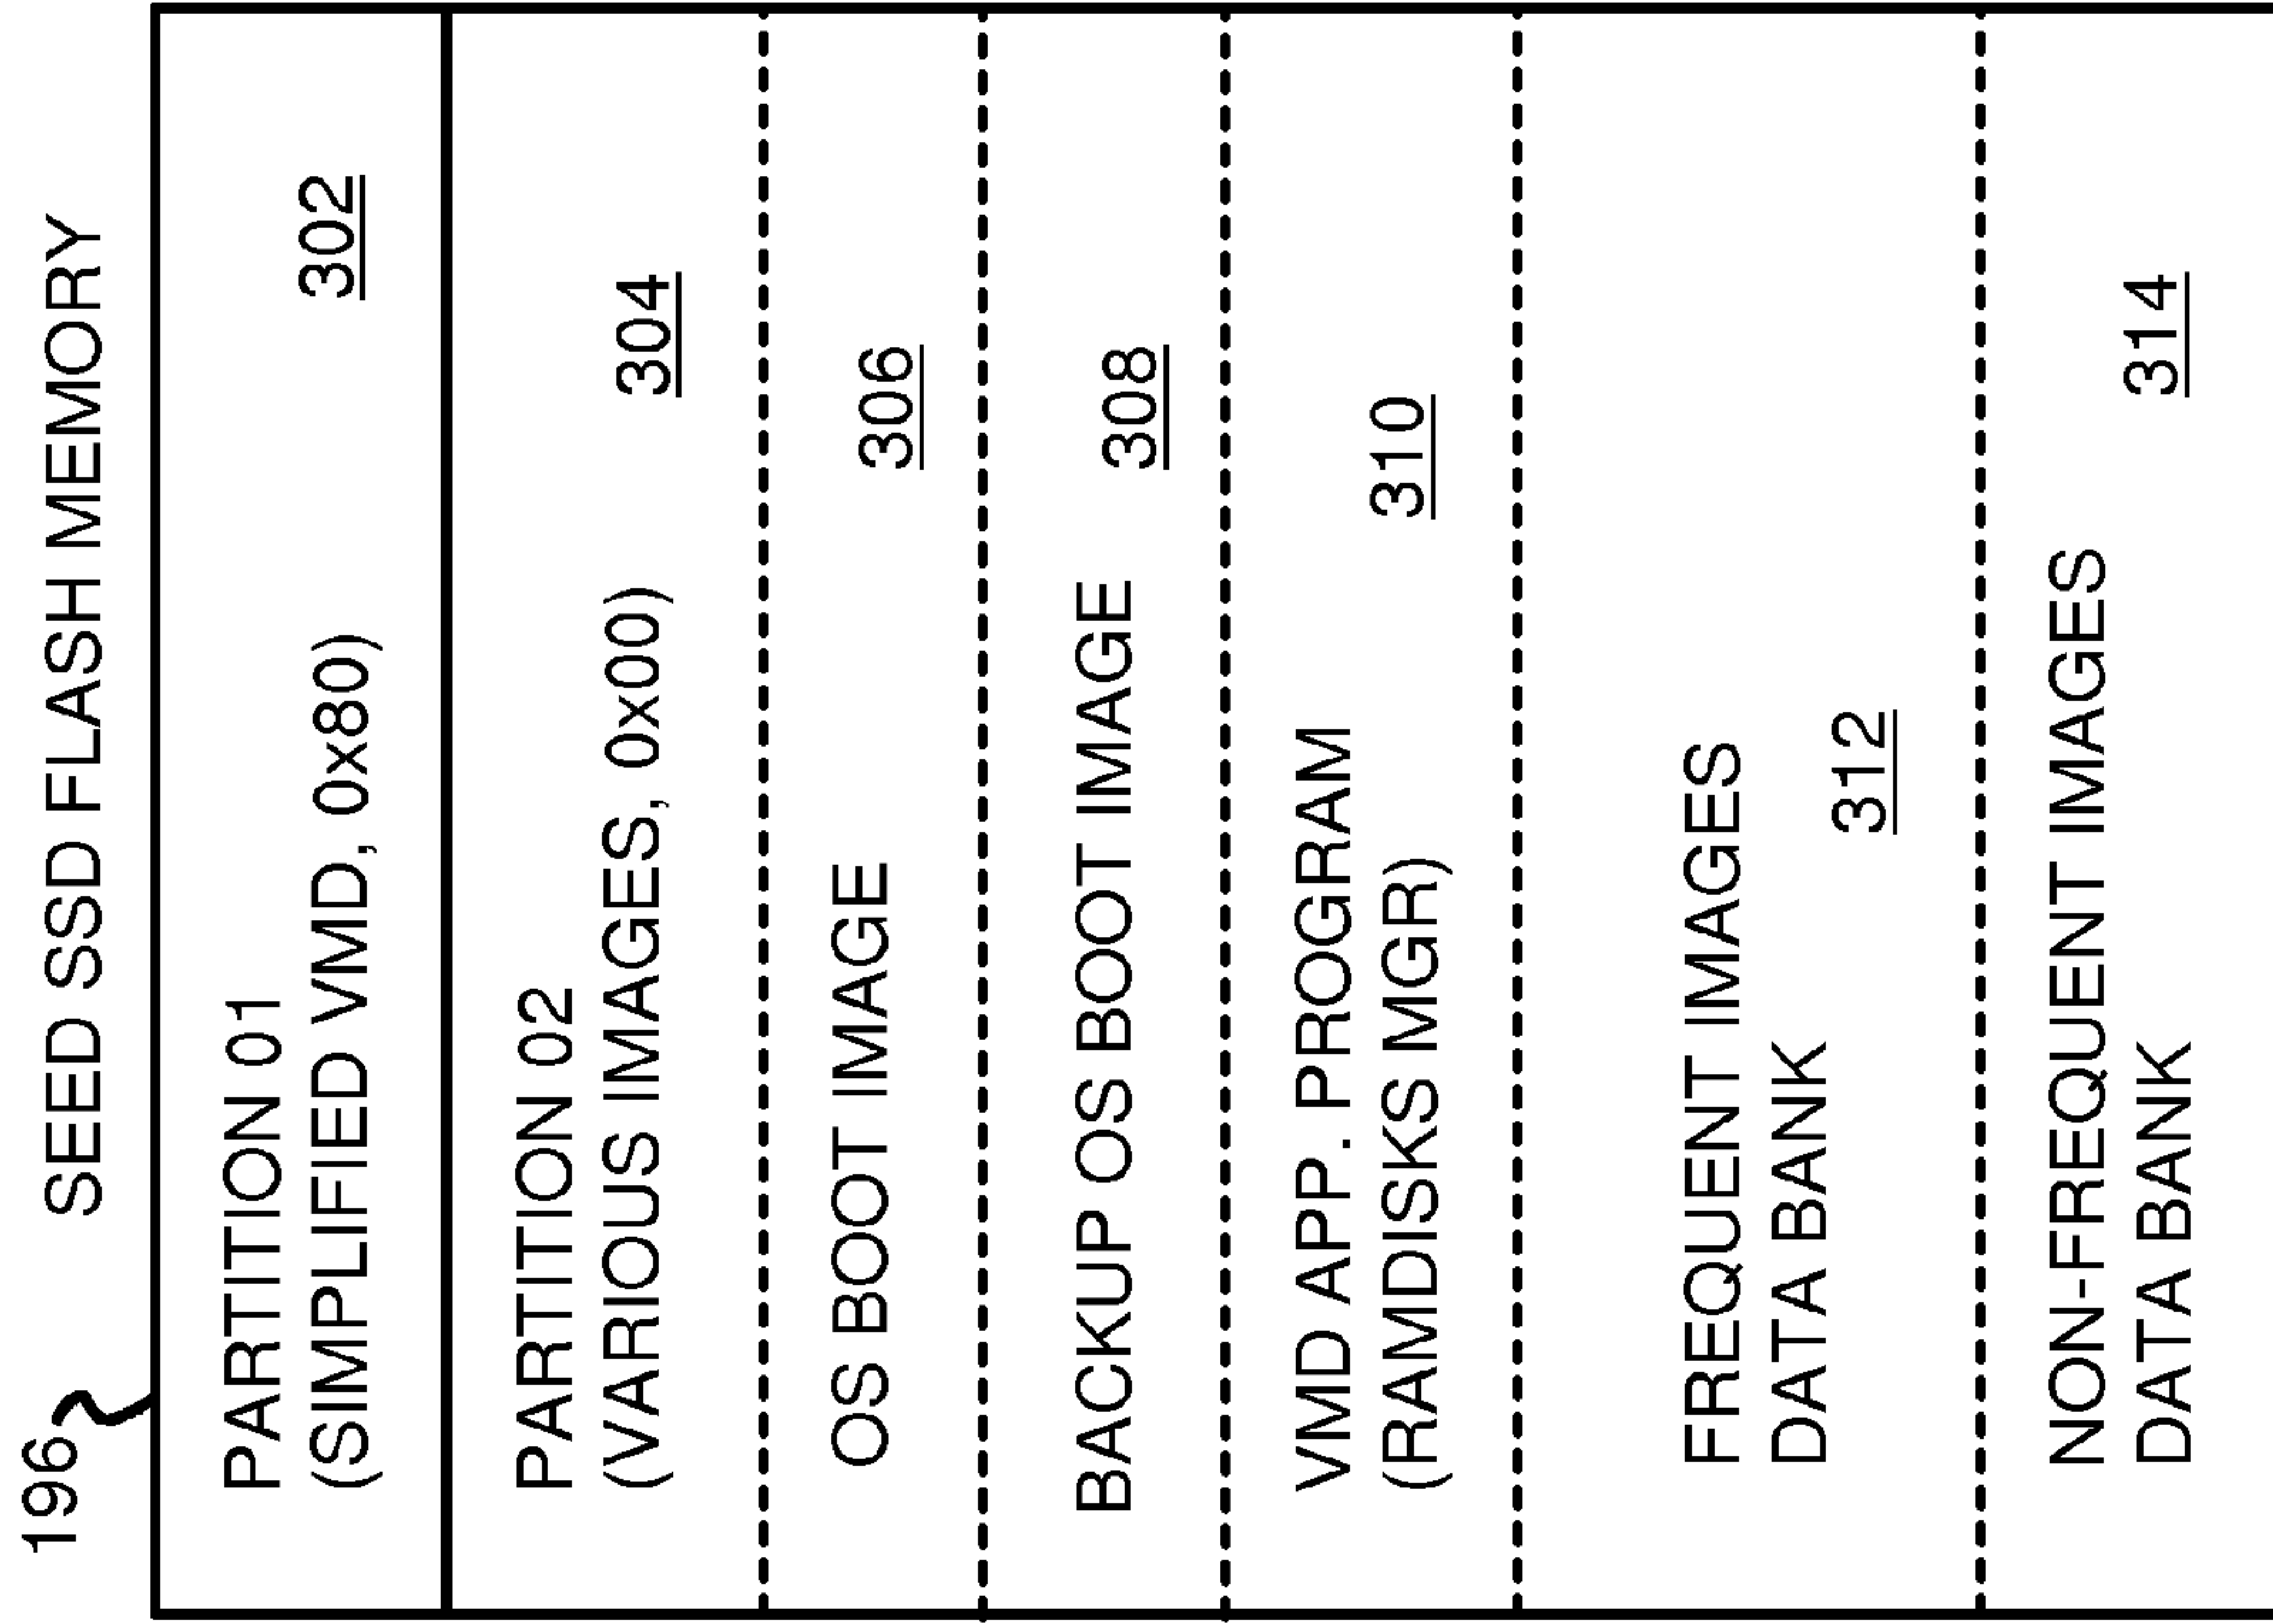 196
SEED SSD FLASH MEMORY
PARTITION 01
(SIMPLIFIED VMD, 0x80)
302
PARTITION 02
(VARIOUS IMAGES, 0x00)
304
OS BOOT IMAGE
306
BACKUP OS BOOT IMAGE
308
VMD APP. PROGRAM
(RAMDISKS MGR)
310
FREQUENT IMAGES
DATA BANK
312
NON-FREQUENT IMAGES
DATA BANK
314